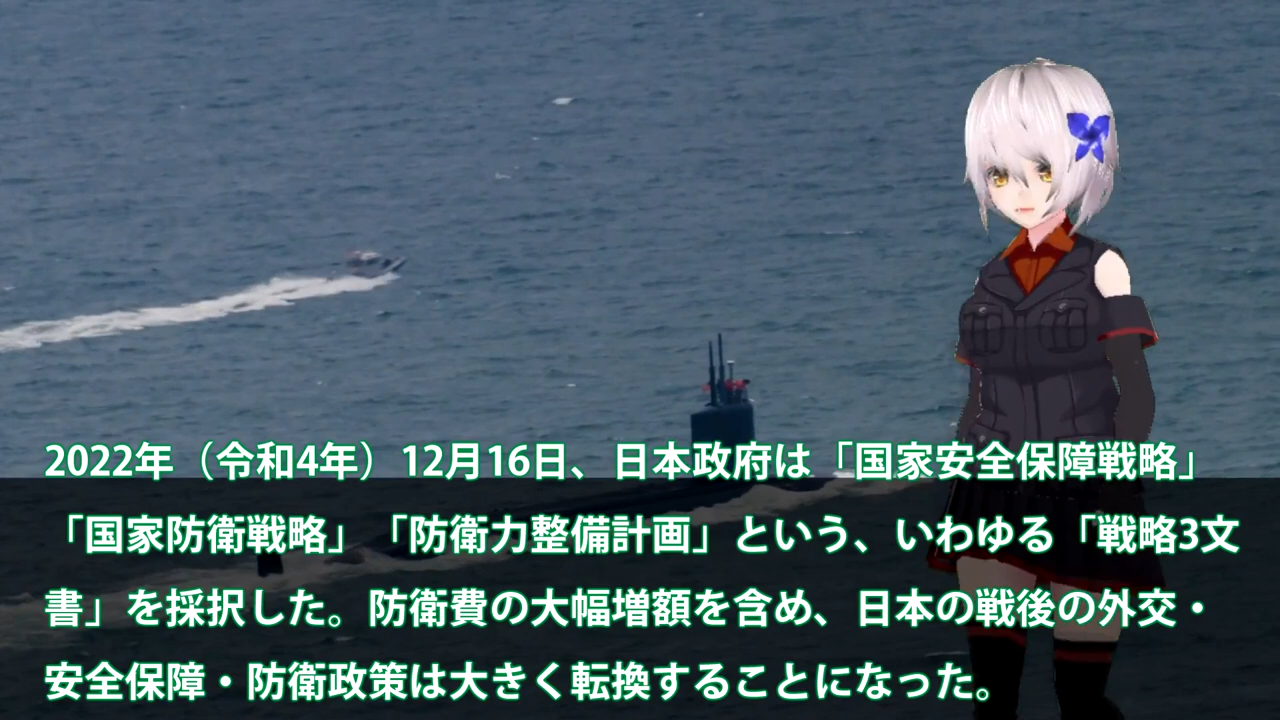 2022年（令和4年）12月16日、日本政府は「国家安全保障戦略」
「国家防衛戦略」「防衛力整備計画」という、いわゆる「戦略3文
書」を採択した。防衛費の大幅増額を含め、日本の戦後の外交・
安全保障・防衛政策は大きく転換することになった。